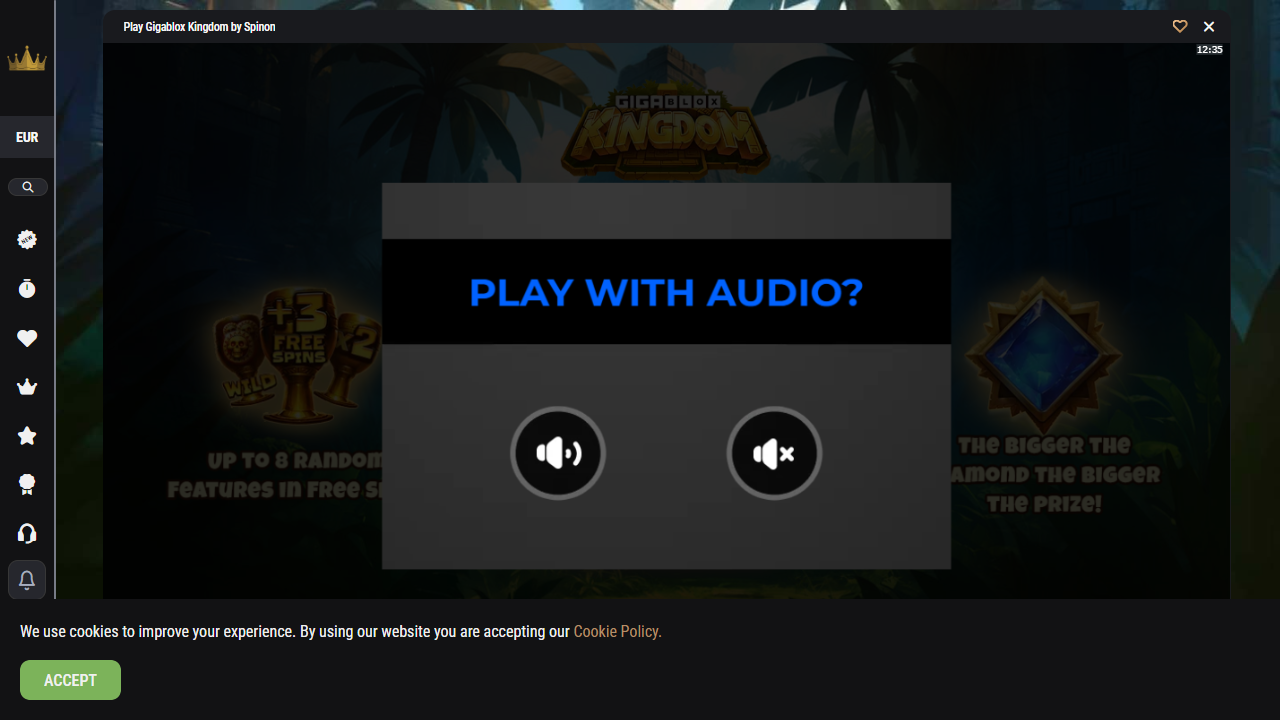 Play Gigablox Kingdom by Spinon
12:35
EUR
NEW
GIGABLOX
KINGDOM
PLAY WITH AUDIO?
+3
FREE
SPINS
X2
WILD
UP TO 8 RANDOM
FEATURES IN FREE
THE BIGGER THE
AMOND THE BIGGER
THE PRIZE!
We use cookies to improve your experience. By using our website you are accepting our Cookie Policy.
ACCEPT